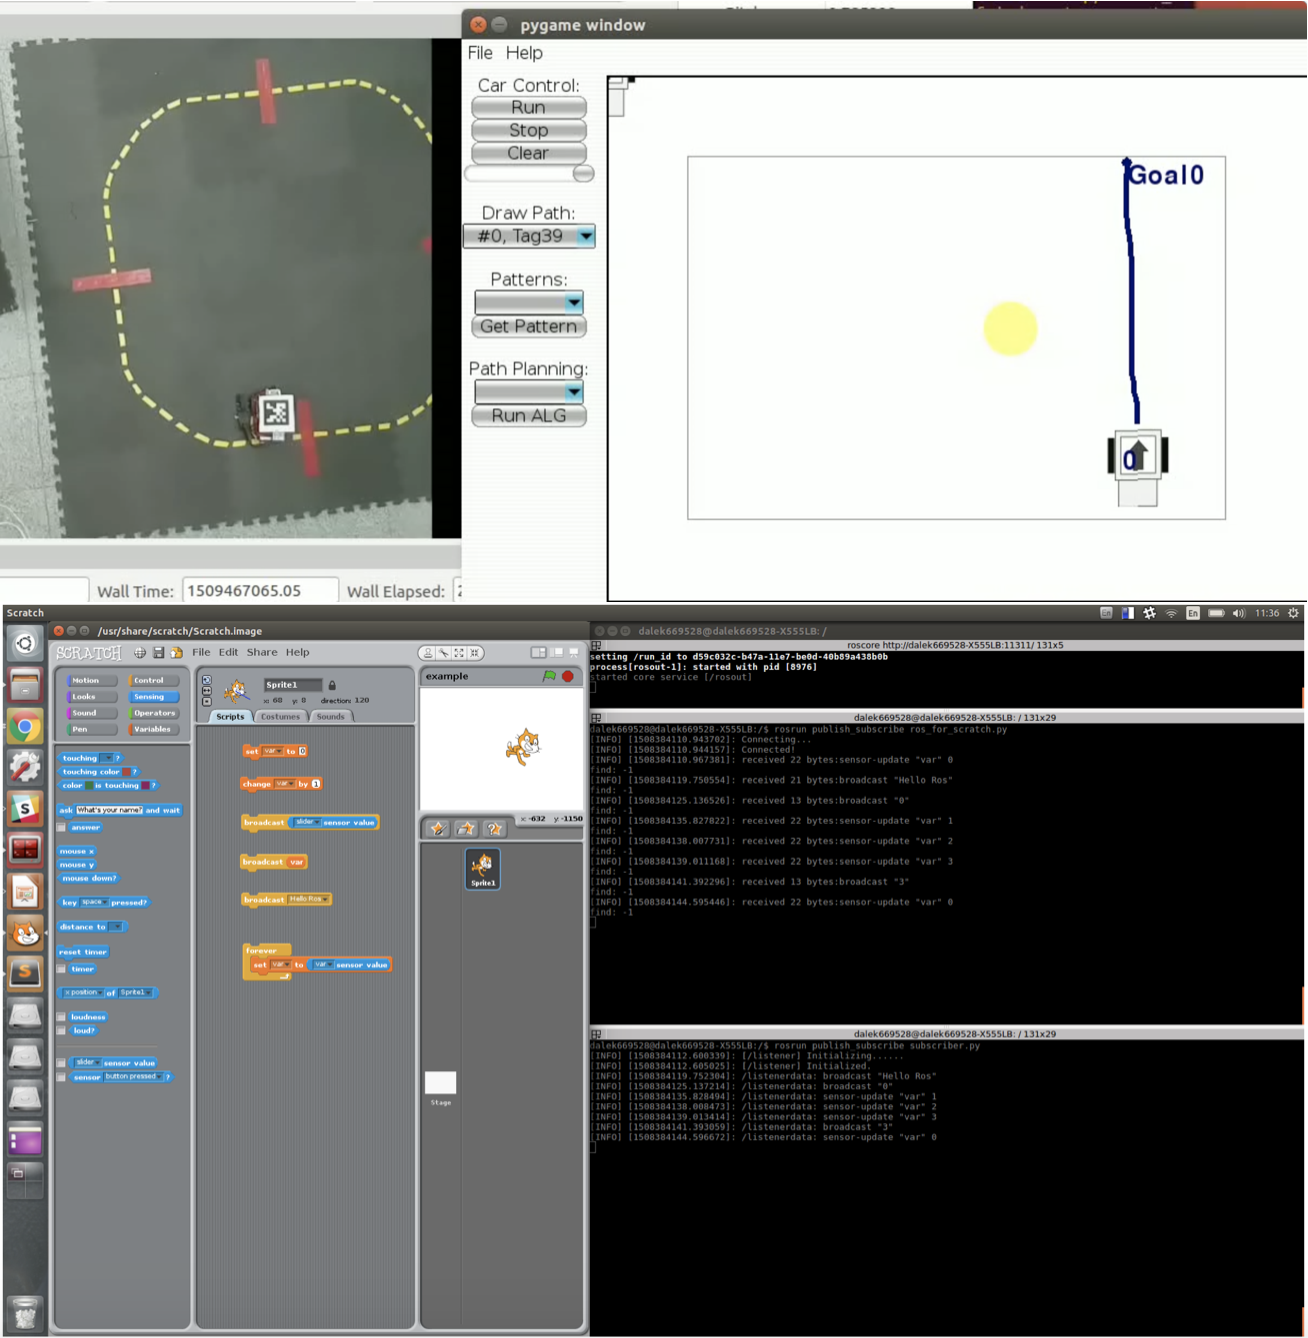 pygame window
File Help
Car Control:
Run
Stop
Clear
Draw Path:
#0, Tag39
Patterns:
Get Pattern
Path Planning:
Run ALG
Goal0
0
Wall Time: 1509467065.05 Wall Elapsed:
Scratch
En
En
11:36
/usr/share/scratch/Scratch.image
SCRATCH
File Edit Share Help
Motion Control
Looks Sensing
Sound Operators
Pen Variables
touching ?
touching color ?
color is touching ?
ask What's your name? and wait
answer
mouse x
mouse y
mouse down?
key space pressed?
distance to
reset timer
timer
x position of Sprite1
loudness
loud?
slider sensor value
sensor button pressed ?
Sprite1
x: 68 y: 8 direction: 120
Scripts Costumes Sounds
set var to 0
change var by 1
broadcast slider sensor value
broadcast var
broadcast Hello Ros
forever
set var to var sensor value
example
x: -632 y: -1150
Sprite1
Stage
dalek669528@dalek669528-X555LB: /
roscore http://dalek669528-X555LB:11311/ 131x5
setting /run_id to d59c032c-b47a-11e7-be0d-40b89a438b0b
process[rosout-1]: started with pid [8976]
started core service [/rosout]
dalek669528@dalek669528-X555LB: / 131x29
dalek669528@dalek669528-X555LB:/$ rosrun publish_subscribe ros_for_scratch.py
[INFO] [1508384110.943702]: Connecting...
[INFO] [1508384110.944157]: Connected!
[INFO] [1508384110.967381]: received 22 bytes:sensor-update "var" 0
find: -1
[INFO] [1508384119.750554]: received 21 bytes:broadcast "Hello Ros"
find: -1
[INFO] [1508384125.136526]: received 13 bytes:broadcast "0"
find: -1
[INFO] [1508384135.827822]: received 22 bytes:sensor-update "var" 1
find: -1
[INFO] [1508384138.007731]: received 22 bytes:sensor-update "var" 2
find: -1
[INFO] [1508384139.011168]: received 22 bytes:sensor-update "var" 3
find: -1
[INFO] [1508384141.392296]: received 13 bytes:broadcast "3"
find: -1
[INFO] [1508384144.595446]: received 22 bytes:sensor-update "var" 0
find: -1
dalek669528@dalek669528-X555LB: / 131x29
dalek669528@dalek669528-X555LB:/$ rosrun publish_subscribe subscriber.py
[INFO] [1508384112.600339]: [/listener] Initializing......
[INFO] [1508384112.605025]: [/listener] Initialized.
[INFO] [1508384119.752304]: /listenerdata: broadcast "Hello Ros"
[INFO] [1508384125.137214]: /listenerdata: broadcast "0"
[INFO] [1508384135.828494]: /listenerdata: sensor-update "var" 1
[INFO] [1508384138.008473]: /listenerdata: sensor-update "var" 2
[INFO] [1508384139.013414]: /listenerdata: sensor-update "var" 3
[INFO] [1508384141.393059]: /listenerdata: broadcast "3"
[INFO] [1508384144.596672]: /listenerdata: sensor-update "var" 0